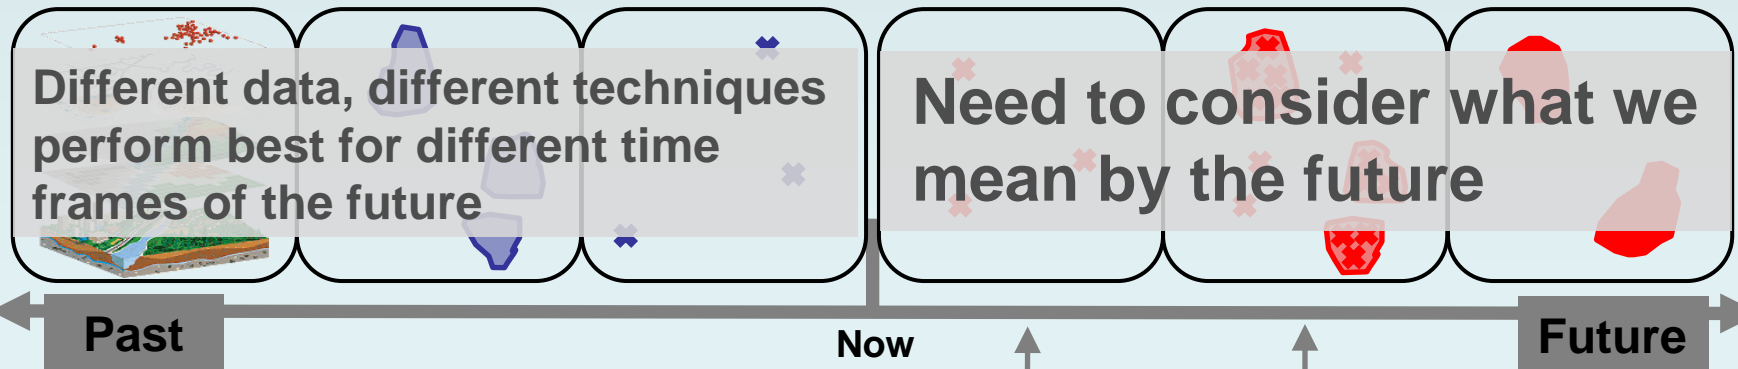 Different data, different techniques
perform best for different time
frames of the future
Need to consider what we
mean by the future
Past
Now
Future